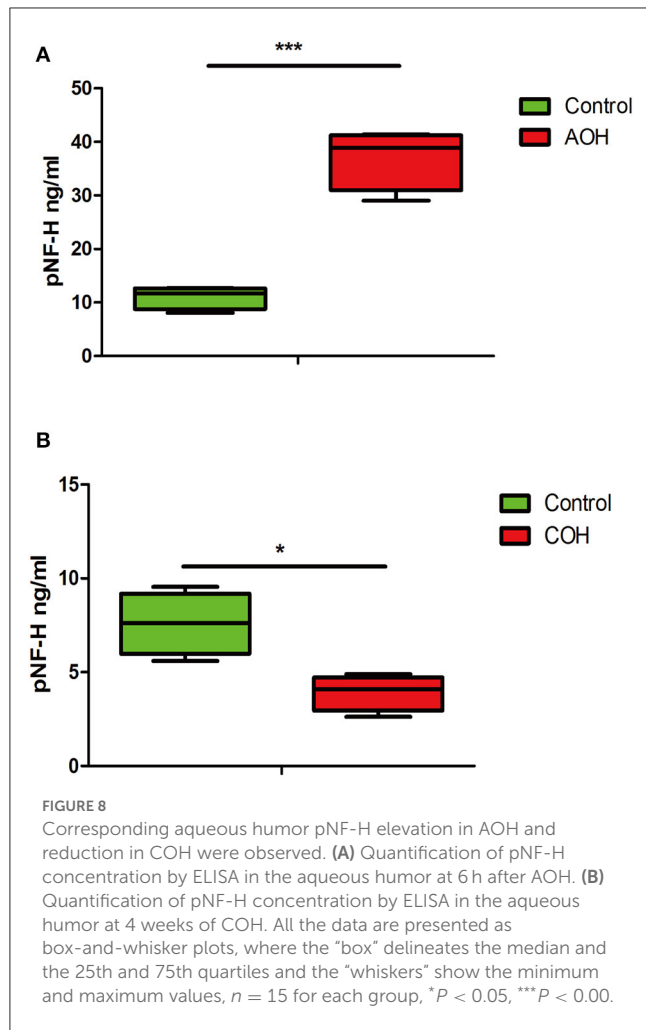 A
***
50
40
30
20
10
0
pNF-H ng/ml
Control
AOH
B
15
10
5
0
pNF-H ng/ml
*
Control
COH
FIGURE 8
Corresponding aqueous humor pNF-H elevation in AOH and
reduction in COH were observed. (A) Quantification of pNF-H
concentration by ELISA in the aqueous humor at 6 h after AOH. (B)
Quantification of pNF-H concentration by ELISA in the aqueous
humor at 4 weeks of COH. All the data are presented as
box-and-whisker plots, where the “box” delineates the median and
the 25th and 75th quartiles and the “whiskers” show the minimum
and maximum values, n = 15 for each group, *P < 0.05, ***P < 0.00.